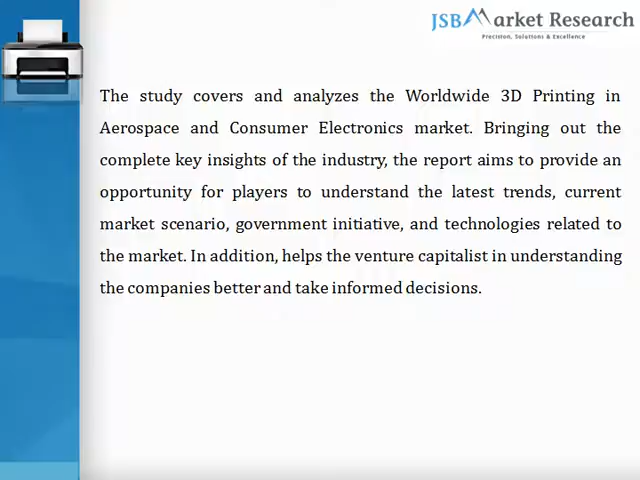 JSB Market Research
Precision, Solutions & Excellence
The study covers and analyzes the Worldwide 3D Printing in
Aerospace and Consumer Electronics market. Bringing out the
complete key insights of the industry, the report aims to provide an
opportunity for players to understand the latest trends, current
market scenario, government initiative, and technologies related to
the market. In addition, helps the venture capitalist in understanding
the companies better and take informed decisions.